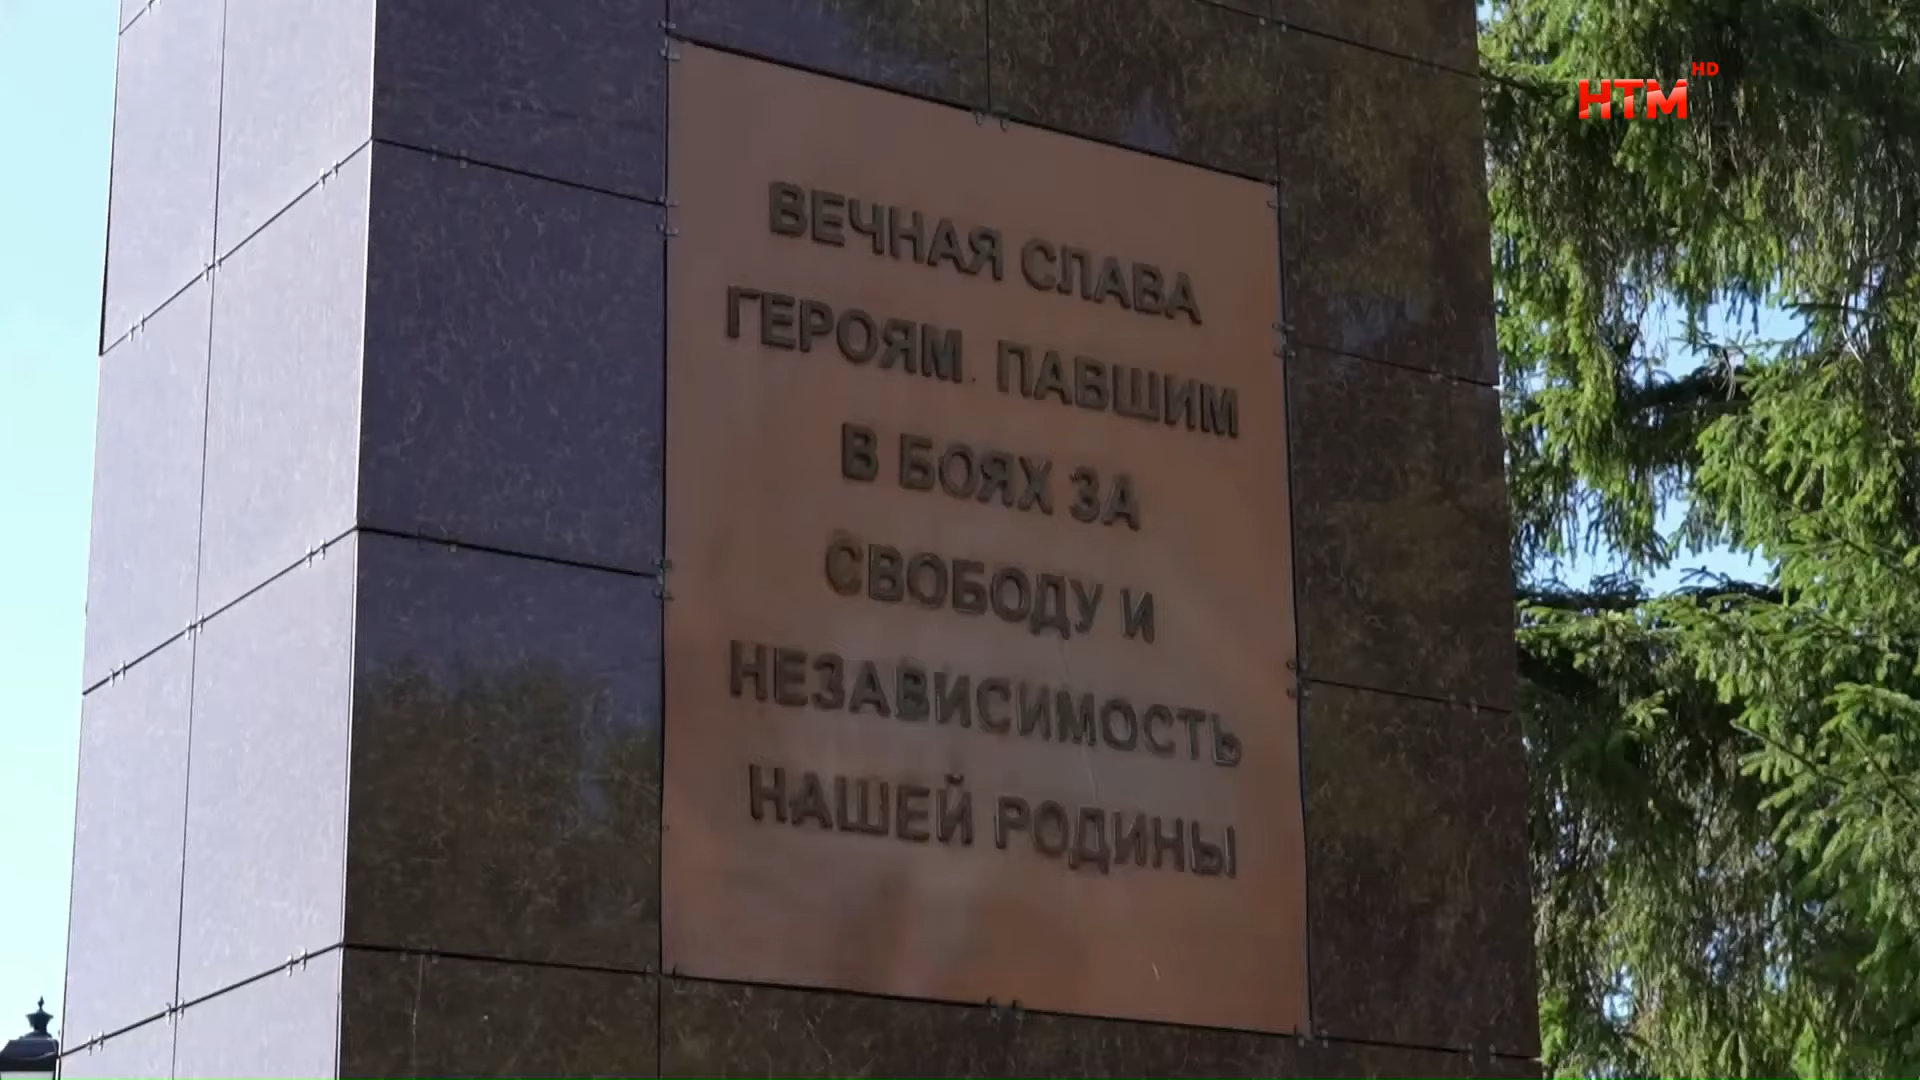 НТМ HD
ВЕЧНАЯ СЛАВА
ГЕРОЯМ ПАВШИМ
В БОЯХ ЗА
СВОБОДУ И
НЕЗАВИСИМОСТЬ
НАШЕЙ РОДИНЫ